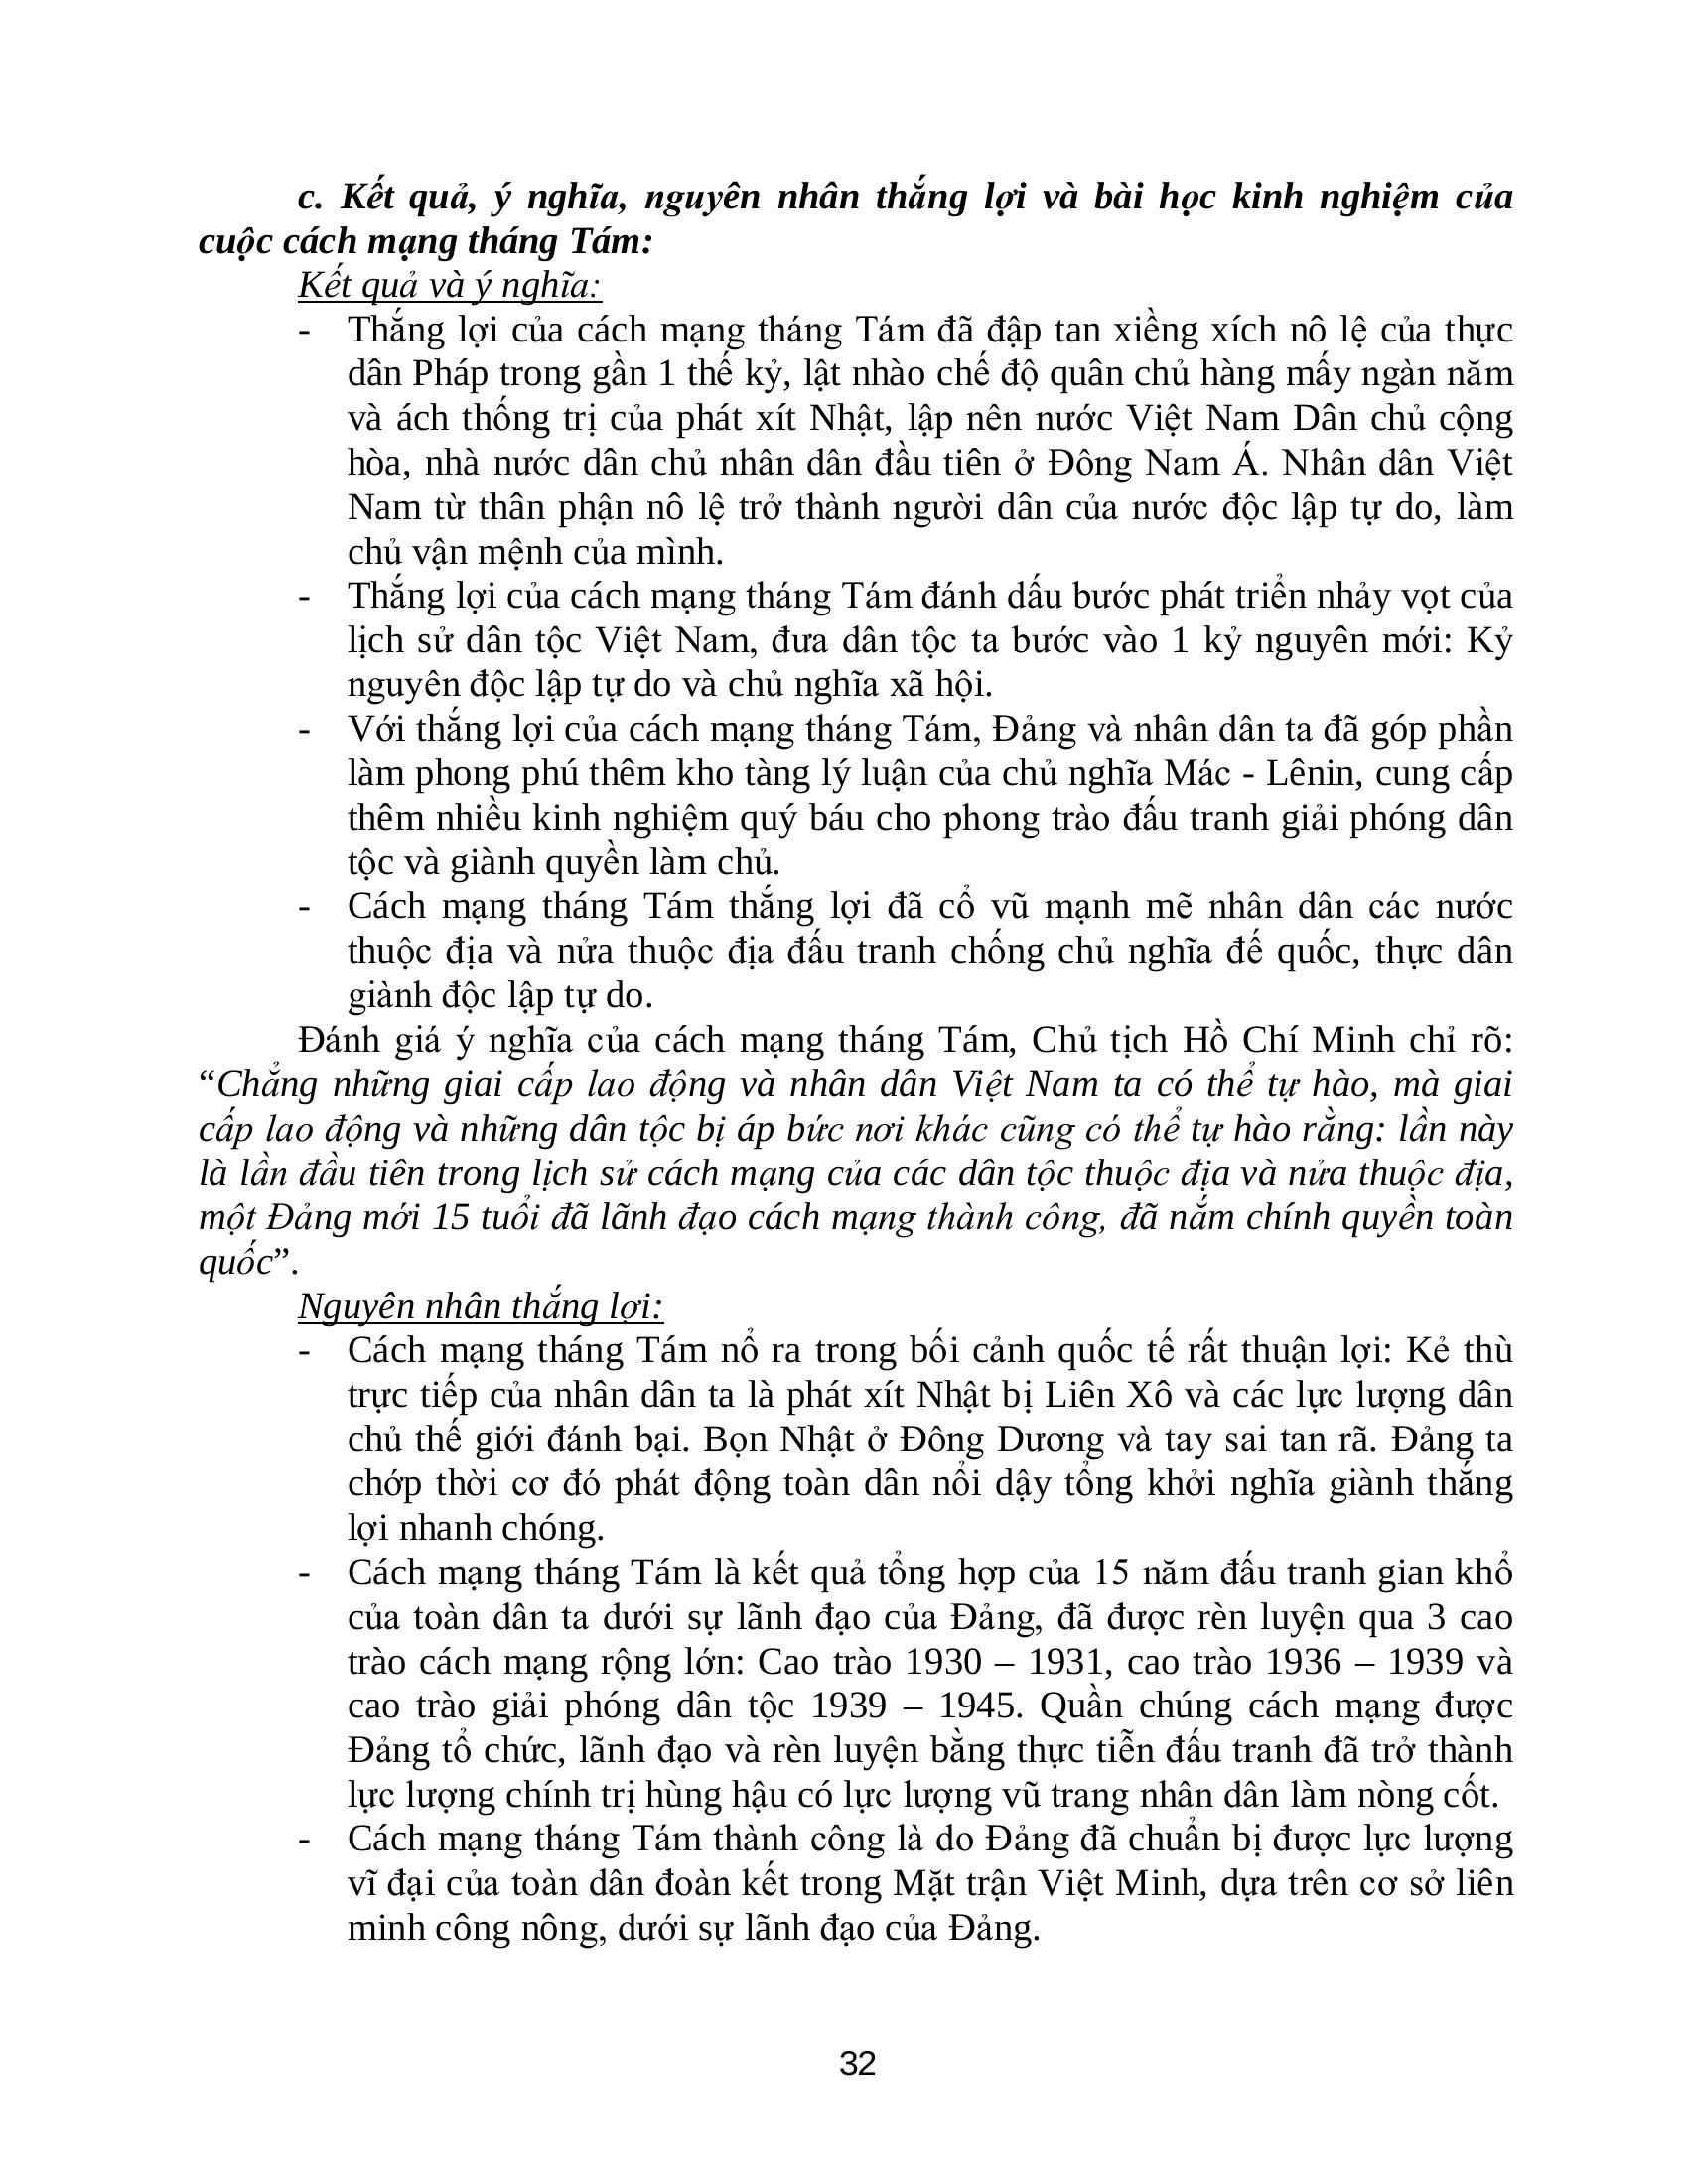 c. Kết quả, ý nghĩa, nguyên nhân thắng lợi và bài học kinh nghiệm của
cuộc cách mạng tháng Tám:
Kết quả và ý nghĩa:
- Thắng lợi của cách mạng tháng Tám đã đập tan xiềng xích nô lệ của thực
dân Pháp trong gần 1 thế kỷ, lật nhào chế độ quân chủ hàng mấy ngàn năm
và ách thống trị của phát xít Nhật, lập nên nước Việt Nam Dân chủ cộng
hòa, nhà nước dân chủ nhân dân đầu tiên ở Đông Nam Á. Nhân dân Việt
Nam từ thân phận nô lệ trở thành người dân của nước độc lập tự do, làm
chủ vận mệnh của mình.
- Thắng lợi của cách mạng tháng Tám đánh dấu bước phát triển nhảy vọt của
lịch sử dân tộc Việt Nam, đưa dân tộc ta bước vào 1 kỷ nguyên mới: Kỷ
nguyên độc lập tự do và chủ nghĩa xã hội.
- Với thắng lợi của cách mạng tháng Tám, Đảng và nhân dân ta đã góp phần
làm phong phú thêm kho tàng lý luận của chủ nghĩa Mác - Lênin, cung cấp
thêm nhiều kinh nghiệm quý báu cho phong trào đấu tranh giải phóng dân
tộc và giành quyền làm chủ.
- Cách mạng tháng Tám thắng lợi đã cổ vũ mạnh mẽ nhân dân các nước
thuộc địa và nửa thuộc địa đấu tranh chống chủ nghĩa đế quốc, thực dân
giành độc lập tự do.
Đánh giá ý nghĩa của cách mạng tháng Tám, Chủ tịch Hồ Chí Minh chỉ rõ:
“Chẳng những giai cấp lao động và nhân dân Việt Nam ta có thể tự hào, mà giai
cấp lao động và những dân tộc bị áp bức nơi khác cũng có thể tự hào rằng: lần này
là lần đầu tiên trong lịch sử cách mạng của các dân tộc thuộc địa và nửa thuộc địa,
một Đảng mới 15 tuổi đã lãnh đạo cách mạng thành công, đã nắm chính quyền toàn
quốc”.
Nguyên nhân thắng lợi:
- Cách mạng tháng Tám nổ ra trong bối cảnh quốc tế rất thuận lợi: Kẻ thù
trực tiếp của nhân dân ta là phát xít Nhật bị Liên Xô và các lực lượng dân
chủ thế giới đánh bại. Bọn Nhật ở Đông Dương và tay sai tan rã. Đảng ta
chớp thời cơ đó phát động toàn dân nổi dậy tổng khởi nghĩa giành thắng
lợi nhanh chóng.
- Cách mạng tháng Tám là kết quả tổng hợp của 15 năm đấu tranh gian khổ
của toàn dân ta dưới sự lãnh đạo của Đảng, đã được rèn luyện qua 3 cao
trào cách mạng rộng lớn: Cao trào 1930 – 1931, cao trào 1936 – 1939 và
cao trào giải phóng dân tộc 1939 – 1945. Quần chúng cách mạng được
Đảng tổ chức, lãnh đạo và rèn luyện bằng thực tiễn đấu tranh đã trở thành
lực lượng chính trị hùng hậu có lực lượng vũ trang nhân dân làm nòng cốt.
- Cách mạng tháng Tám thành công là do Đảng đã chuẩn bị được lực lượng
vĩ đại của toàn dân đoàn kết trong Mặt trận Việt Minh, dựa trên cơ sở liên
minh công nông, dưới sự lãnh đạo của Đảng.
32